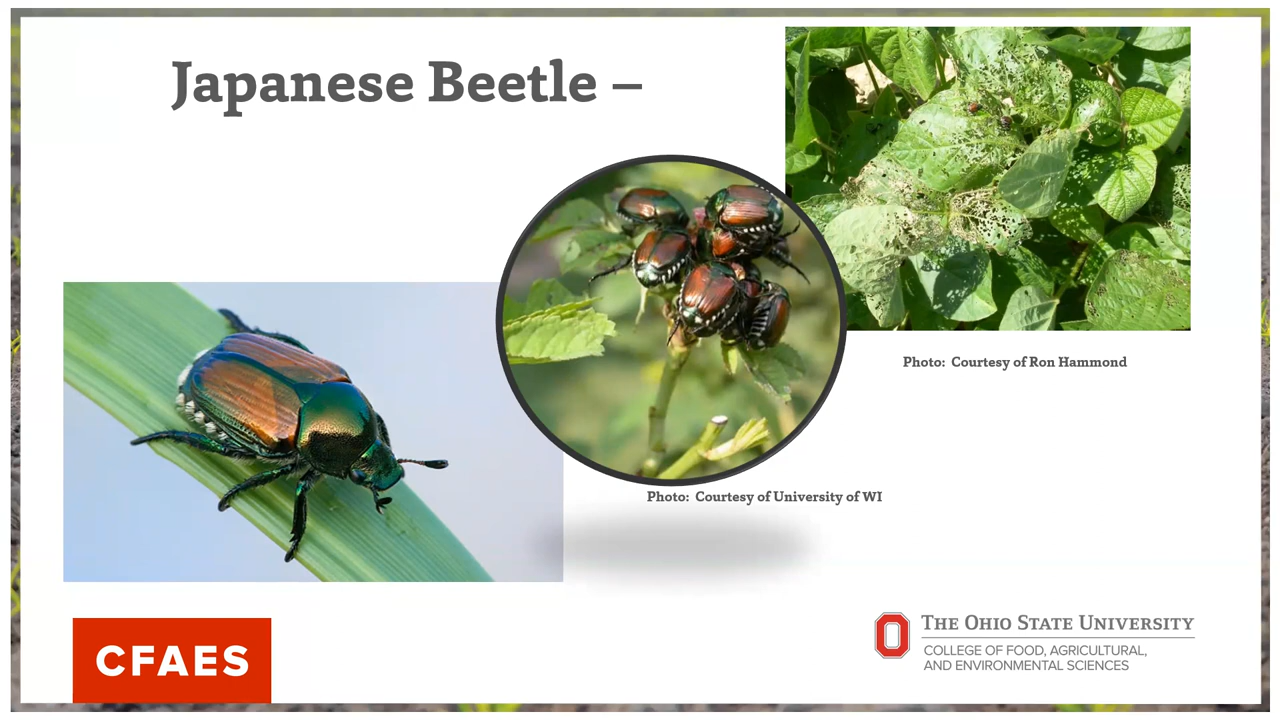 Japanese Beetle –
Photo:  Courtesy of Ron Hammond
Photo:  Courtesy of University of WI
CFAES
THE OHIO STATE UNIVERSITY
COLLEGE OF FOOD, AGRICULTURAL,
AND ENVIRONMENTAL SCIENCES